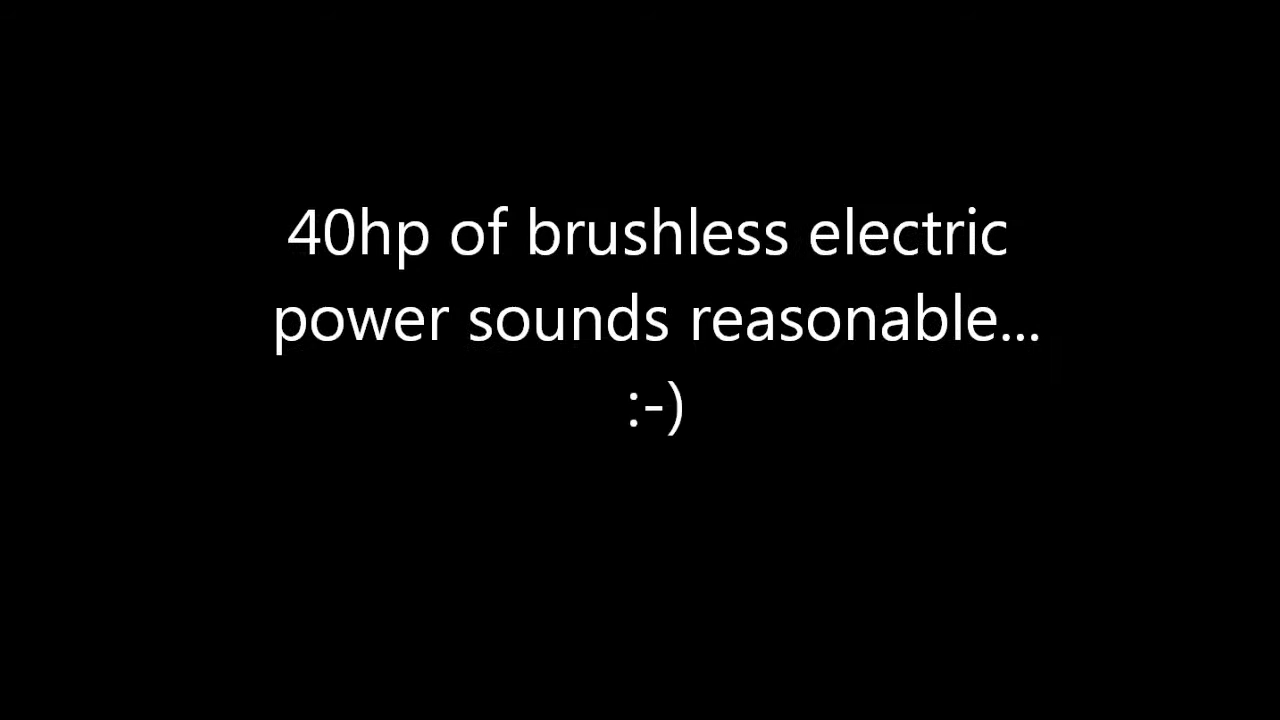 40hp of brushless electric
power sounds reasonable...
:-)